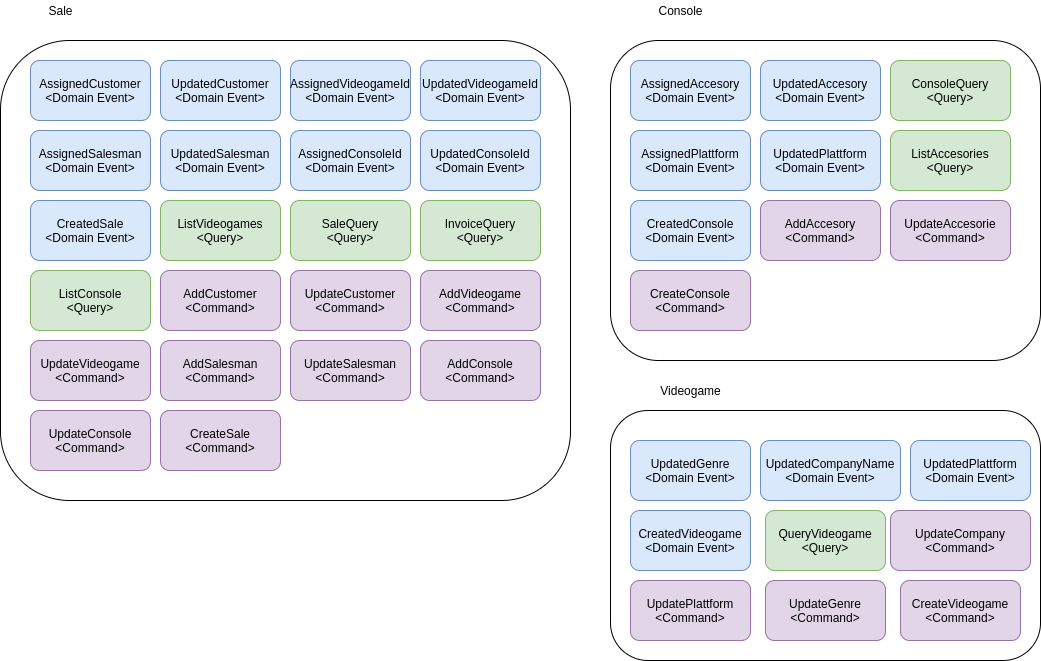 Sale
AssignedCustomer
<Domain Event>
UpdatedCustomer
<Domain Event>
AssignedVideogameId
<Domain Event>
UpdatedVideogameId
<Domain Event>
AssignedSalesman
<Domain Event>
UpdatedSalesman
<Domain Event>
AssignedConsoleId
<Domain Event>
UpdatedConsoleId
<Domain Event>
CreatedSale
<Domain Event>
ListVideogames
<Query>
SaleQuery
<Query>
InvoiceQuery
<Query>
ListConsole
<Query>
AddCustomer
<Command>
UpdateCustomer
<Command>
AddVideogame
<Command>
UpdateVideogame
<Command>
AddSalesman
<Command>
UpdateSalesman
<Command>
AddConsole
<Command>
UpdateConsole
<Command>
CreateSale
<Command>
Console
AssignedAccesory
<Domain Event>
UpdatedAccesory
<Domain Event>
ConsoleQuery
<Query>
AssignedPlattform
<Domain Event>
UpdatedPlattform
<Domain Event>
ListAccesories
<Query>
CreatedConsole
<Domain Event>
AddAccesory
<Command>
UpdateAccesorie
<Command>
CreateConsole
<Command>
Videogame
UpdatedGenre
<Domain Event>
UpdatedCompanyName
<Domain Event>
UpdatedPlattform
<Domain Event>
CreatedVideogame
<Domain Event>
QueryVideogame
<Query>
UpdateCompany
<Command>
UpdatePlattform
<Command>
UpdateGenre
<Command>
CreateVideogame
<Command>